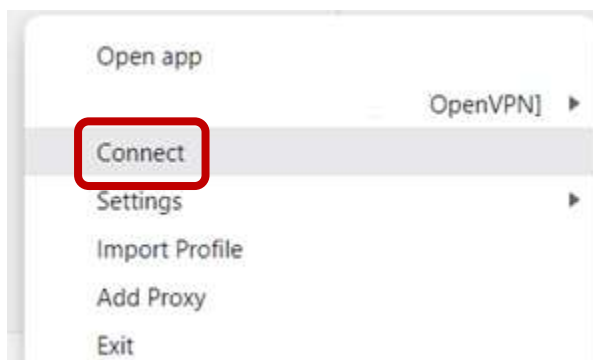 Open app
OpenVPN]
Connect
Settings
Import Profile
Add Proxy
Exit